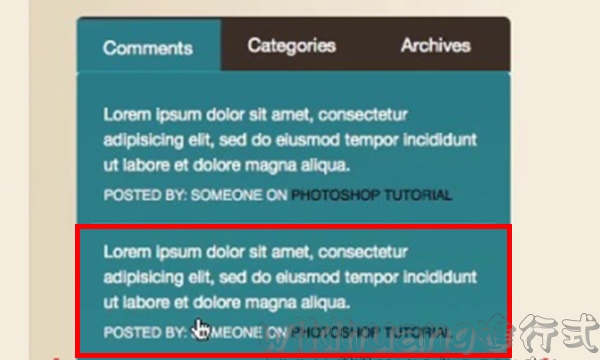 Comments Categories Archives
Lorem ipsum dolor sit amet, consectetur
adipisicing elit, sed do eiusmod tempor incididunt
ut labore et dolore magna aliqua.
POSTED BY: SOMEONE ON PHOTOSHOP TUTORIAL
Lorem ipsum dolor sit amet, consectetur
adipisicing elit, sed do eiusmod tempor incididunt
ut labore et dolore magna aliqua.
POSTED BY: SOMEONE ON PHOTOSHOP TUTORIAL
進行式